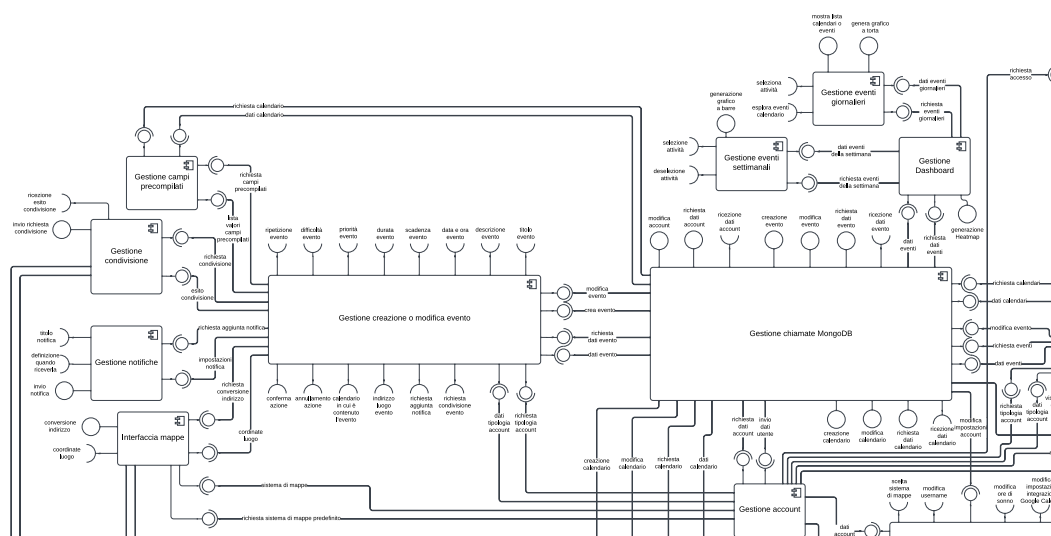 mostra lista
calendari o
eventi
genera grafico
a torta
richiesta
accesso
seleziona
attività
esplora eventi
calendario
Gestione eventi
giornalieri
dati eventi
giornalieri
richiesta
eventi
giornalieri
generazione
grafico
a barre
selezione
attività
deselezione
attività
Gestione eventi
settimanali
dati eventi
della settimana
richiesta eventi
della settimana
Gestione
Dashboard
generazione
Heatmap
dati
eventi
richiesta
dati
eventi
richiesta calendario
dati calendario
Gestione campi
precompilati
richiesta
campi
precompilati
lista
valori
campi
precompilati
ricezione
esito
condivisione
invio richiesta
condivisione
Gestione
condivisione
richiesta
condivisione
esito
condivisione
ripetizione
evento
difficoltà
evento
priorità
evento
durata
evento
scadenza
evento
data e ora
evento
descrizione
evento
titolo
evento
Gestione creazione o modifica evento
modifica
evento
crea evento
richiesta
dati evento
dati evento
modifica
account
richiesta
dati
account
ricezione
dati
account
creazione
evento
modifica
evento
richiesta
dati
evento
ricezione
dati
evento
Gestione chiamate MongoDB
richiesta calendari
dati calendari
modifica evento
richiesta eventi
dati eventi
titolo
notifica
definizione
quando
riceverla
invio
notifica
Gestione notifiche
richiesta aggiunta notifica
impostazioni
notifica
richiesta
conversione
indirizzo
conversione
indirizzo
coordinate
luogo
Interfaccia mappe
cordinate
luogo
conferma
azione
annullamento
azione
calendario
in cui è
contenuto
l'evento
indirizzo
luogo
evento
richiesta
aggiunta
notifica
richiesta
condivisione
evento
dati
tipologia
account
richiesta
tipologia
account
sistema di mappe
richiesta sistema di mappe predefinito
creazione
calendario
modifica
calendario
richiesta
calendario
dati
calendario
richiesta
dati
account
invio
dati
utente
creazione
calendario
modifica
calendario
richiesta
dati
calendario
ricezione
dati
calendario
modifica
impostazioni
account
richiesta
tipologia
account
dati
tipologia
account
Gestione account
dati
account
scelta
sistema
di mappe
modifica
username
modifica
ore di
sonno